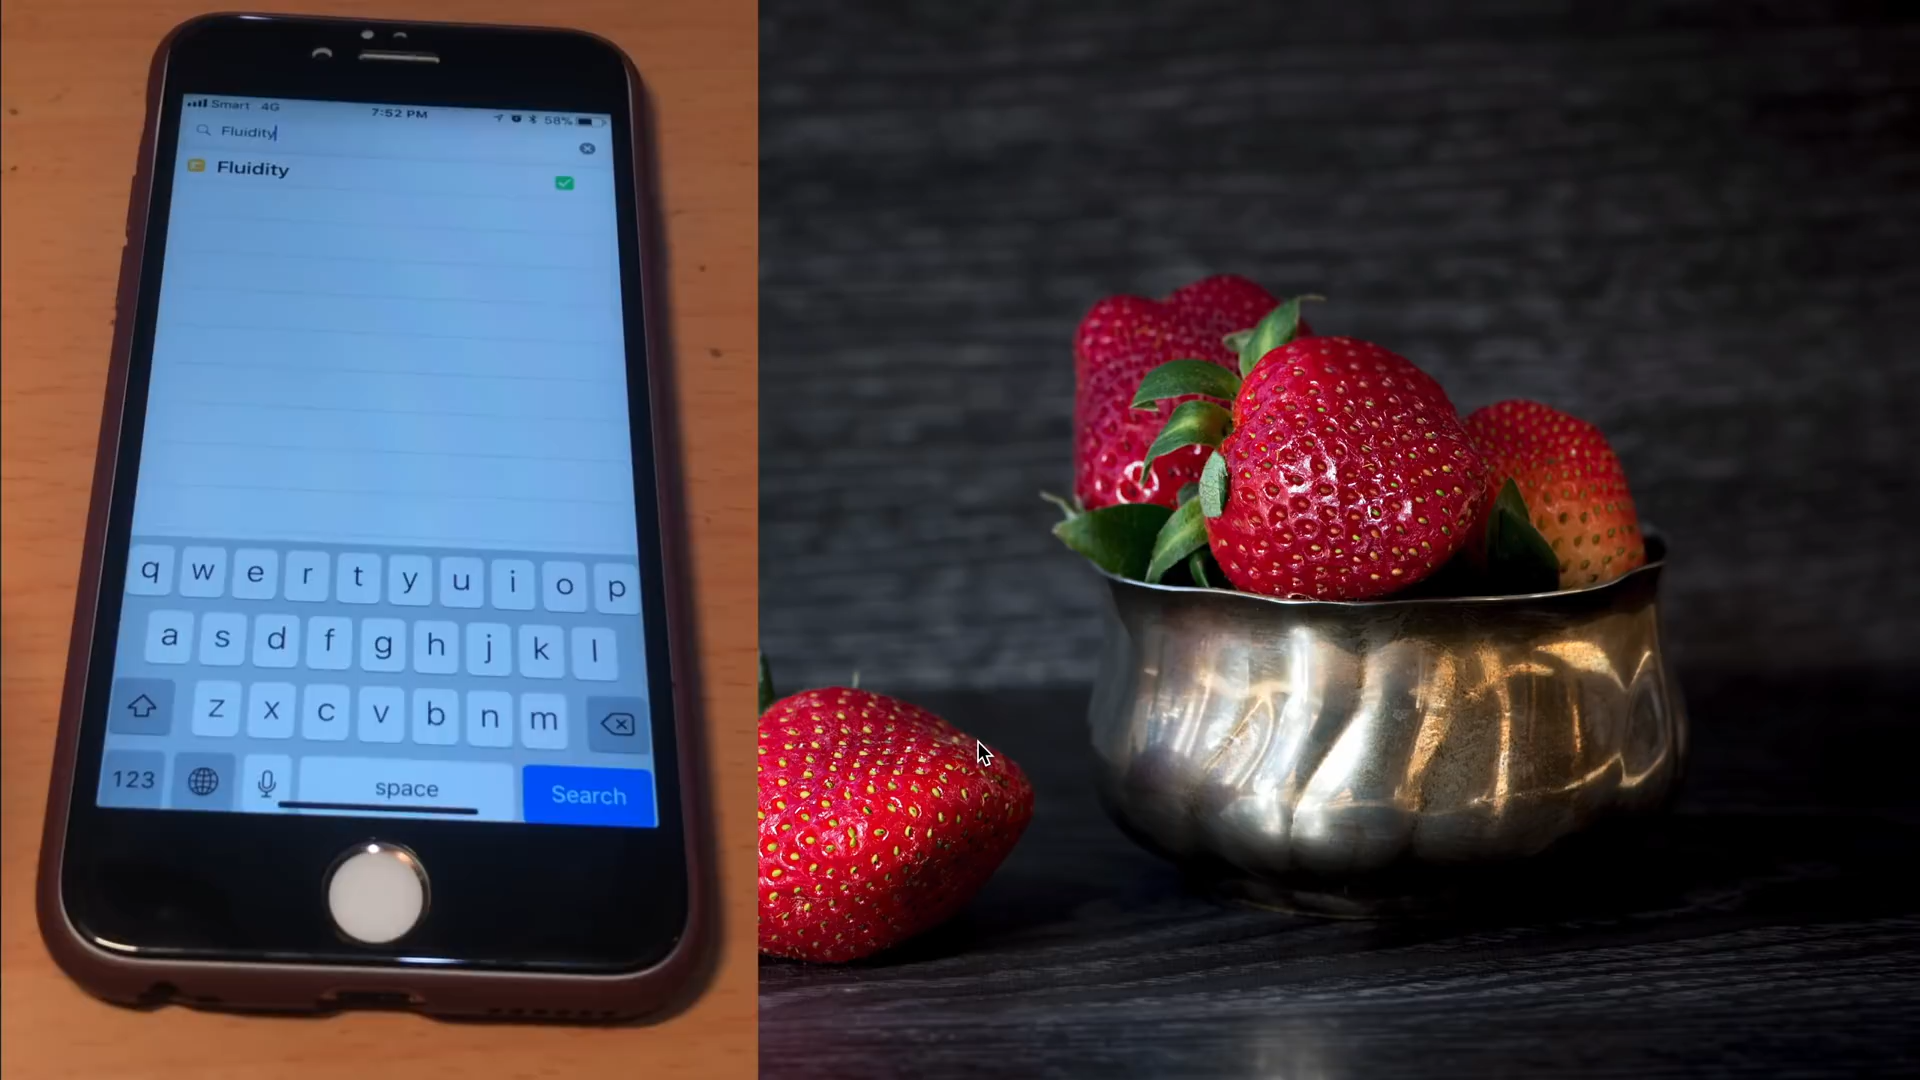 Smart 4G 7:52 PM 58%
Fluidity
Fluidity
q w e r t y u i o p
a s d f g h j k l
z x c v b n m
123 space Search